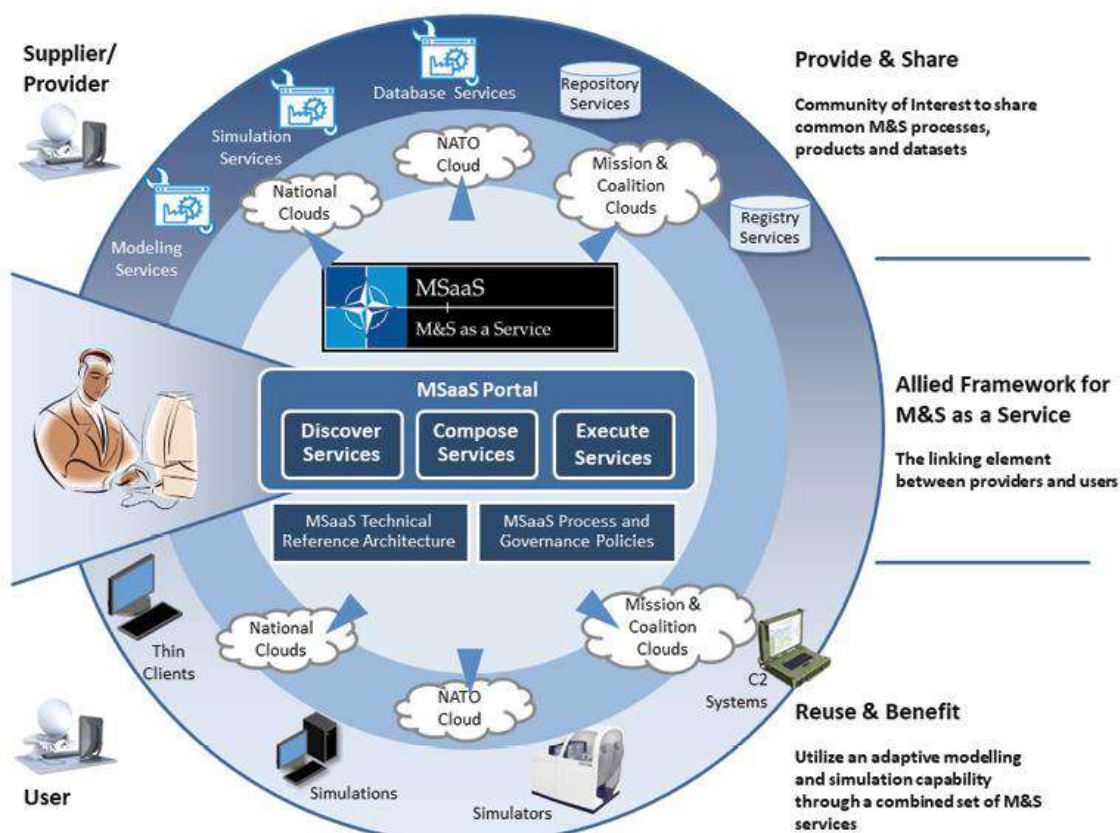 Supplier/
Provider
Database Services
Repository
Services
Simulation
Services
NATO
Cloud
Mission &
Coalition
Clouds
National
Clouds
Registry
Services
Modeling
Services
Provide & Share
Community of Interest to share
common M&S processes,
products and datasets
MSaaS
M&S as a Service
MSaaS Portal
Discover
Services
Compose
Services
Execute
Services
MSaaS Technical
Reference Architecture
MSaaS Process and
Governance Policies
Allied Framework for
M&S as a Service
The linking element
between providers and users
Thin
Clients
National
Clouds
NATO
Cloud
Mission &
Coalition
Clouds
C2
Systems
Simulations
Simulators
User
Reuse & Benefit
Utilize an adaptive modelling
and simulation capability
through a combined set of M&S
services